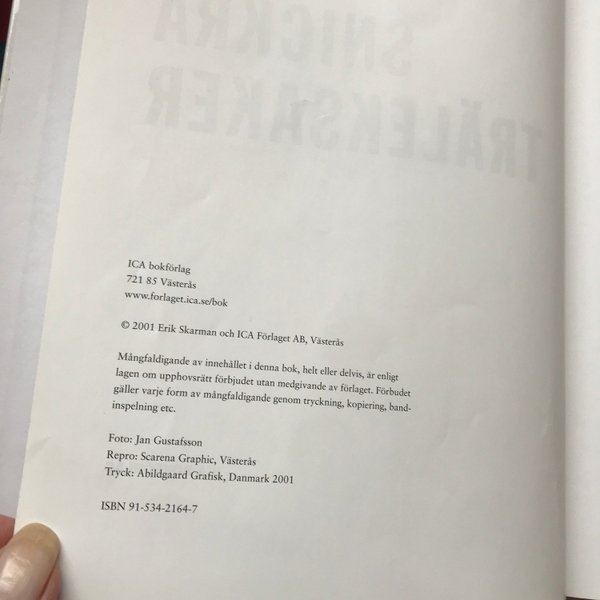 SNICKRA
TRÄLEKSAKER
ICA bokförlag
721 85 Västerås
www.forlaget.ica.se/bok
© 2001 Erik Skarman och ICA Förlaget AB, Västerås
Mångfaldigande av innehållet i denna bok, helt eller delvis, är enligt
lagen om upphovsrätt förbjudet utan medgivande av förlaget. Förbudet
gäller varje form av mångfaldigande genom tryckning, kopiering, band-
inspelning etc.
Foto: Jan Gustafsson
Repro: Scarena Graphic, Västerås
Tryck: Abildgaard Grafisk, Danmark 2001
ISBN 91-534-2164-7